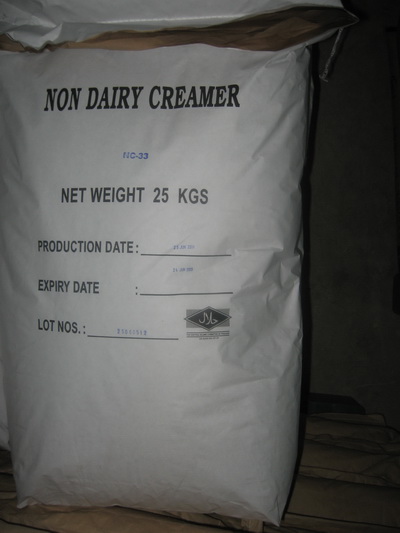 NON DAIRY CREAMER
NC-33
NET WEIGHT 25 KGS
PRODUCTION DATE :
EXPIRY DATE :
LOT NOS. :